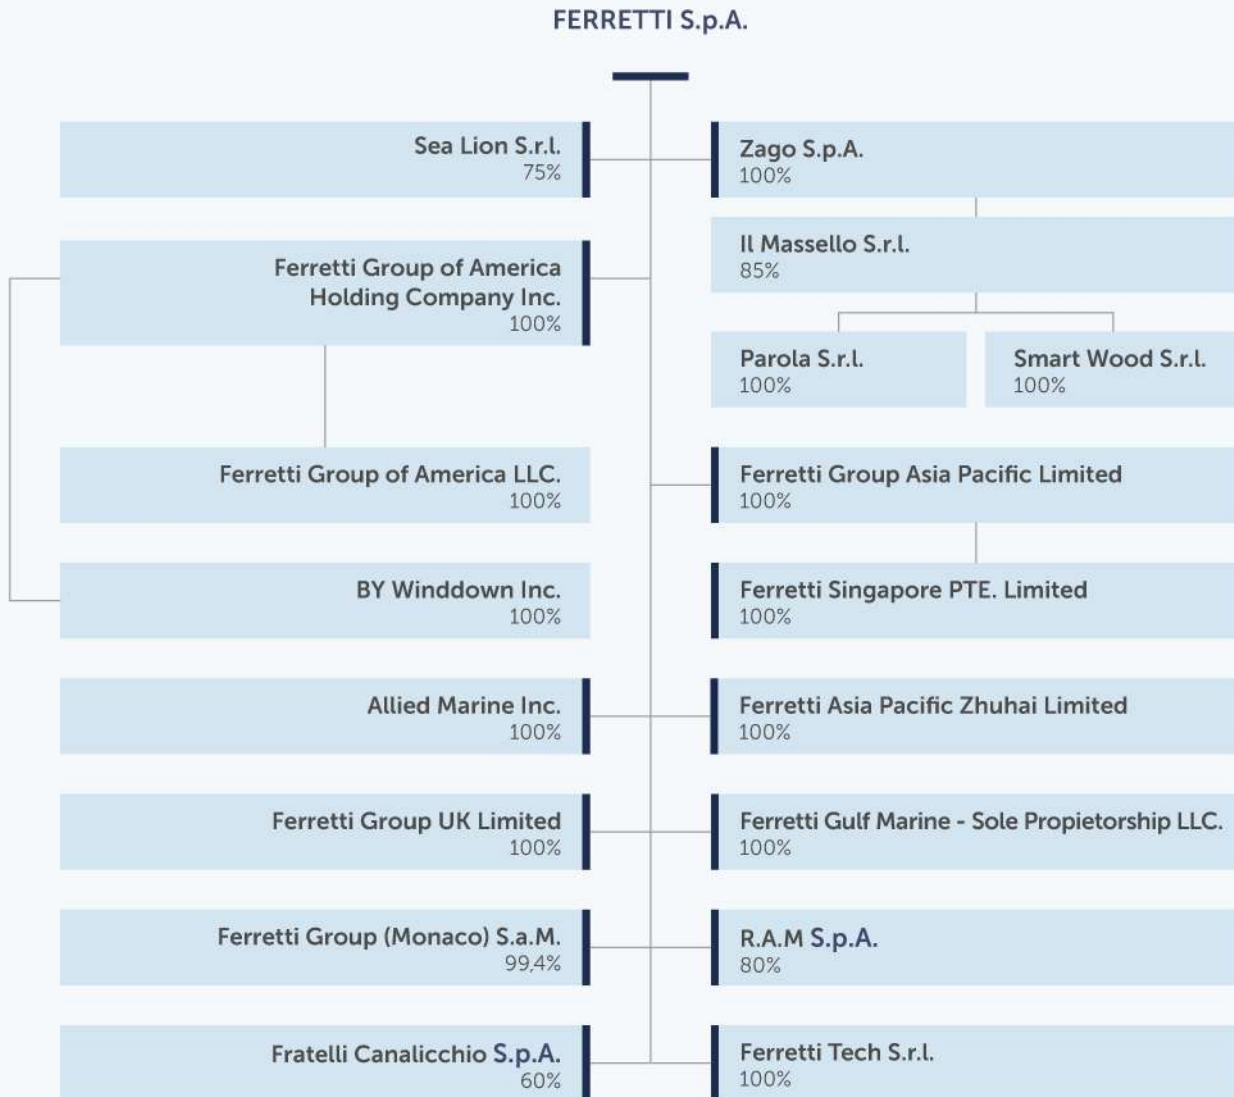 FERRETTI S.p.A.
Sea Lion S.r.l.
75%
Zago S.p.A.
100%
Il Massello S.r.l.
85%
Ferretti Group of America
Holding Company Inc.
100%
Parola S.r.l.
100%
Smart Wood S.r.l.
100%
Ferretti Group of America LLC.
100%
Ferretti Group Asia Pacific Limited
100%
BY Winddown Inc.
100%
Ferretti Singapore PTE. Limited
100%
Allied Marine Inc.
100%
Ferretti Asia Pacific Zhuhai Limited
100%
Ferretti Group UK Limited
100%
Ferretti Gulf Marine - Sole Propietorship LLC.
100%
Ferretti Group (Monaco) S.a.M.
99,4%
R.A.M S.p.A.
80%
Fratelli Canalicchio S.p.A.
60%
Ferretti Tech S.r.l.
100%